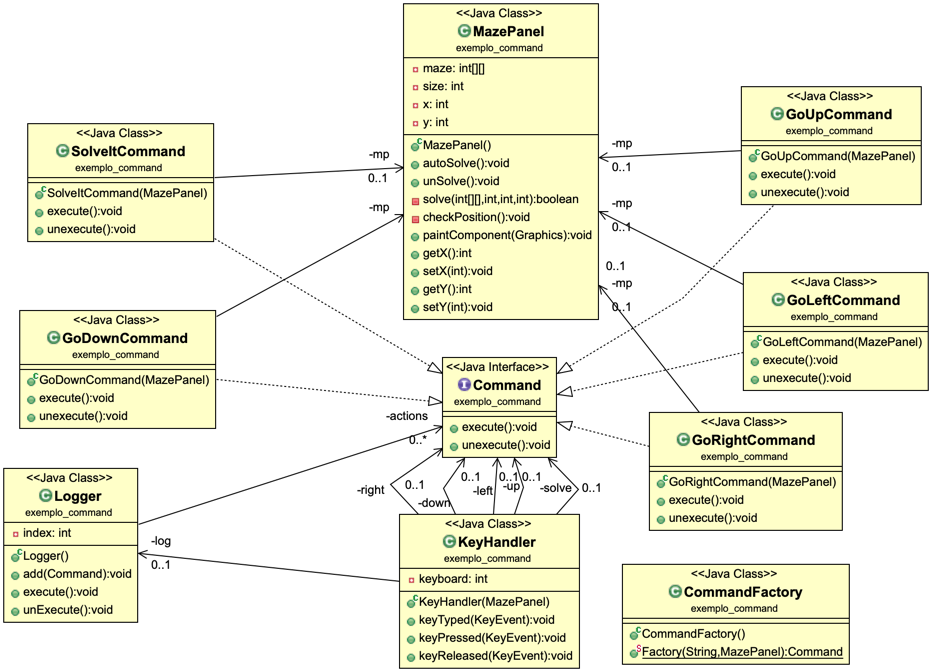 <<Java Class>>
MazePanel
exemplo_command
maze: int[][]
size: int
x: int
y: int
MazePanel()
autoSolve():void
unSolve():void
solve(int[][],int,int,int):boolean
checkPosition():void
paintComponent(Graphics):void
getX():int
setX(int):void
getY():int
setY(int):void
<<Java Class>>
SolveItCommand
exemplo_command
SolveItCommand(MazePanel)
execute():void
unexecute():void
-mp
0..1
-mp
<<Java Class>>
GoUpCommand
exemplo_command
GoUpCommand(MazePanel)
execute():void
unexecute():void
-mp
0..1
-mp
0..1
0..1
-mp
0..1
<<Java Class>>
GoLeftCommand
exemplo_command
GoLeftCommand(MazePanel)
execute():void
unexecute():void
<<Java Class>>
GoDownCommand
exemplo_command
GoDownCommand(MazePanel)
execute():void
unexecute():void
<<Java Interface>>
Command
exemplo_command
execute():void
unexecute():void
<<Java Class>>
GoRightCommand
exemplo_command
GoRightCommand(MazePanel)
execute():void
unexecute():void
-actions
0..*
-right
0..1
-down
0..1
-left
0..1
-up
0..1
-solve
0..1
<<Java Class>>
Logger
exemplo_command
index: int
Logger()
add(Command):void
execute():void
unExecute():void
-log
0..1
<<Java Class>>
KeyHandler
exemplo_command
keyboard: int
KeyHandler(MazePanel)
keyTyped(KeyEvent):void
keyPressed(KeyEvent):void
keyReleased(KeyEvent):void
<<Java Class>>
CommandFactory
exemplo_command
CommandFactory()
Factory(String,MazePanel):Command